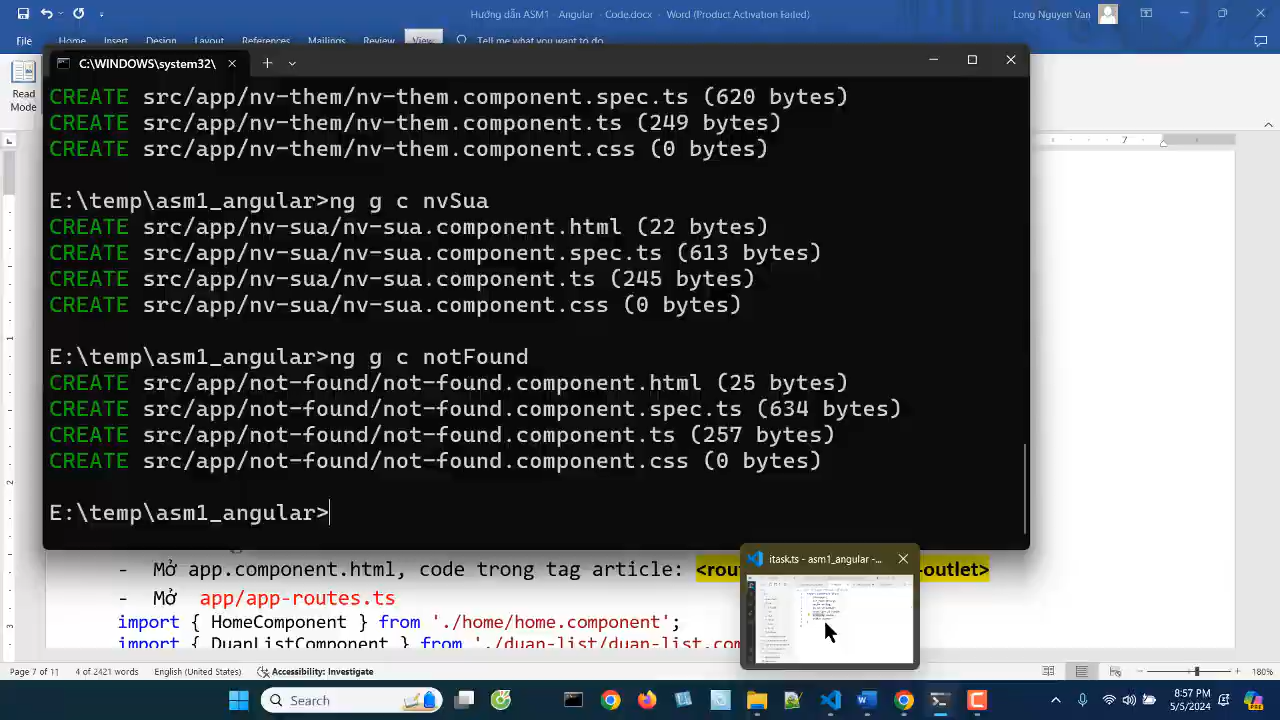 Hướng dẫn ASM1 _ Angular - Code.docx - Word (Product Activation Failed)
Long Nguyen Van
File Home Insert Design Layout References Mailings Review View Tell me what you want to do
Read
Mode
C:\WINDOWS\system32\
CREATE src/app/nv-them/nv-them.component.spec.ts (620 bytes)
CREATE src/app/nv-them/nv-them.component.ts (249 bytes)
CREATE src/app/nv-them/nv-them.component.css (0 bytes)
E:\temp\asm1_angular>ng g c nvSua
CREATE src/app/nv-sua/nv-sua.component.html (22 bytes)
CREATE src/app/nv-sua/nv-sua.component.spec.ts (613 bytes)
CREATE src/app/nv-sua/nv-sua.component.ts (245 bytes)
CREATE src/app/nv-sua/nv-sua.component.css (0 bytes)
E:\temp\asm1_angular>ng g c notFound
CREATE src/app/not-found/not-found.component.html (25 bytes)
CREATE src/app/not-found/not-found.component.spec.ts (634 bytes)
CREATE src/app/not-found/not-found.component.ts (257 bytes)
CREATE src/app/not-found/not-found.component.css (0 bytes)
E:\temp\asm1_angular>
itask.ts - asm1_angular -...
- Mở app.component.html, code trong tag article: <rou outlet>
- Mở app/app-routes.ts
import { HomeComponent } from './home/home.component';
import { DuanListComponent } from duan-list/duan-list.com
Page 7 of 11 4 of 2421 words English (United States) Accessibility: Investigate 180%
Search
8:57 PM
5/5/2024